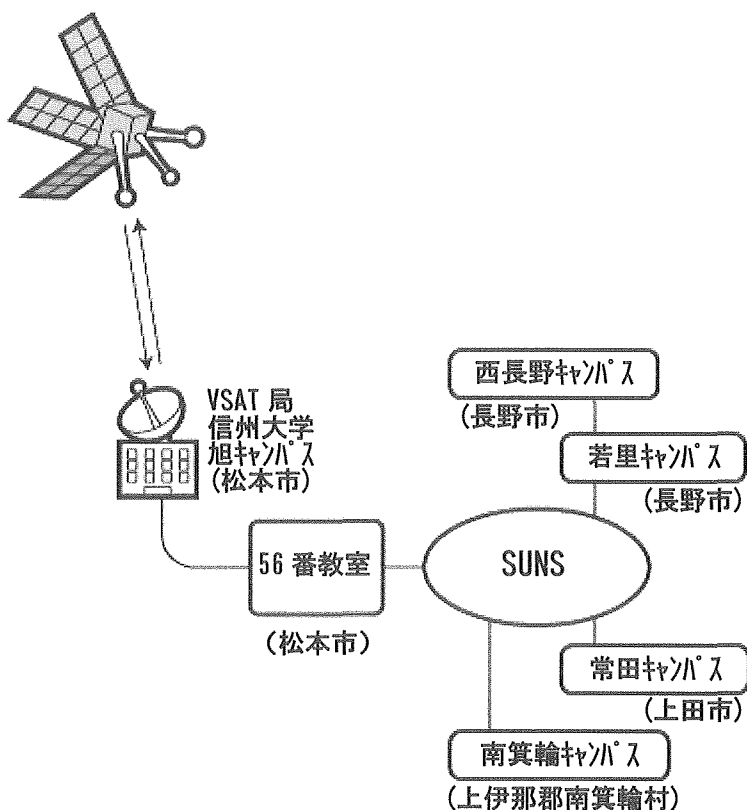 VSAT 局
信州大学
旭ｷｬﾝﾊﾟｽ
(松本市)
56 番教室
(松本市)
SUNS
西長野ｷｬﾝﾊﾟｽ
(長野市)
若里ｷｬﾝﾊﾟｽ
(長野市)
常田ｷｬﾝﾊﾟｽ
(上田市)
南箕輪ｷｬﾝﾊﾟｽ
(上伊那郡南箕輪村)